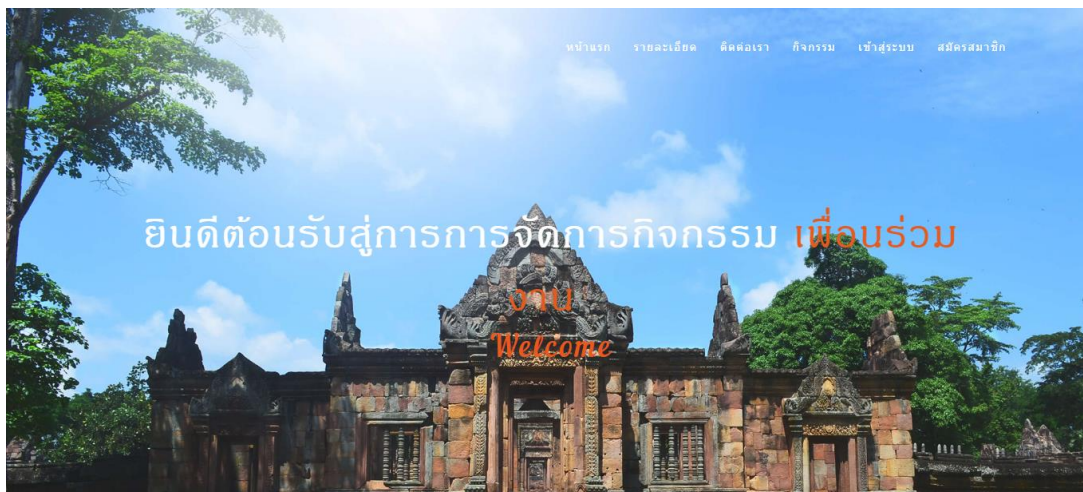 หน้าแรก รายละเอียด ติดต่อเรา กิจกรรม เข้าสู่ระบบ สมัครสมาชิก
ยินดีต้อนรับสู่การการจัดการกิจกรรม เพื่อนร่วม
งาน
Welcome